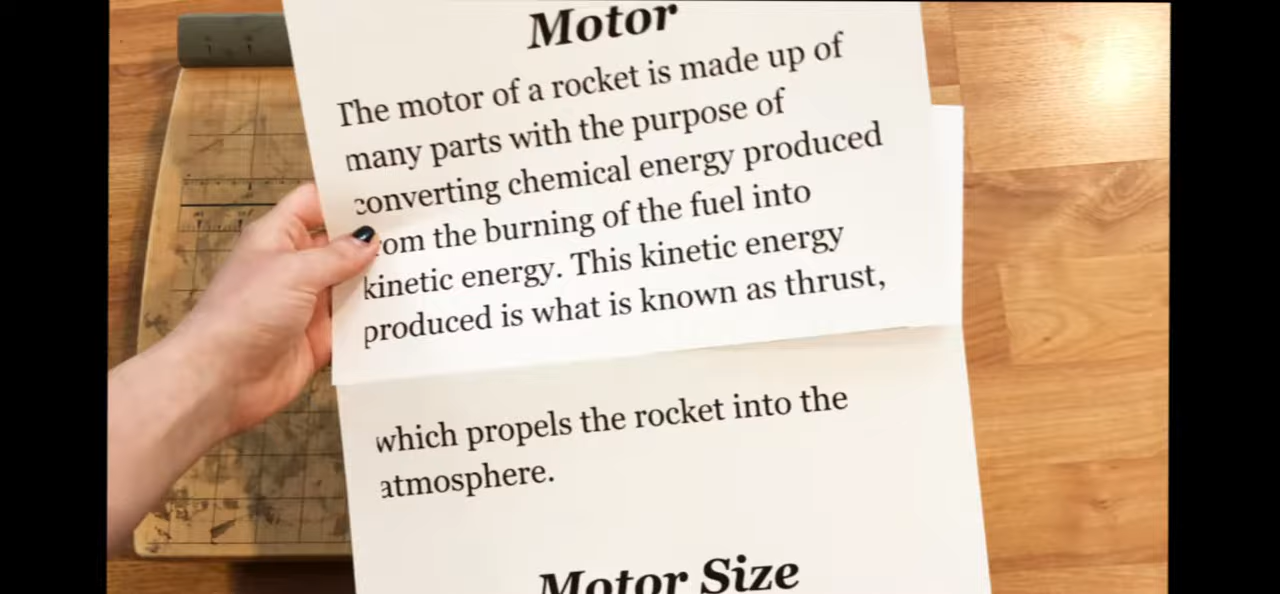 Motor
The motor of a rocket is made up of
many parts with the purpose of
converting chemical energy produced
from the burning of the fuel into
kinetic energy. This kinetic energy
produced is what is known as thrust,
which propels the rocket into the
atmosphere.
Motor Size